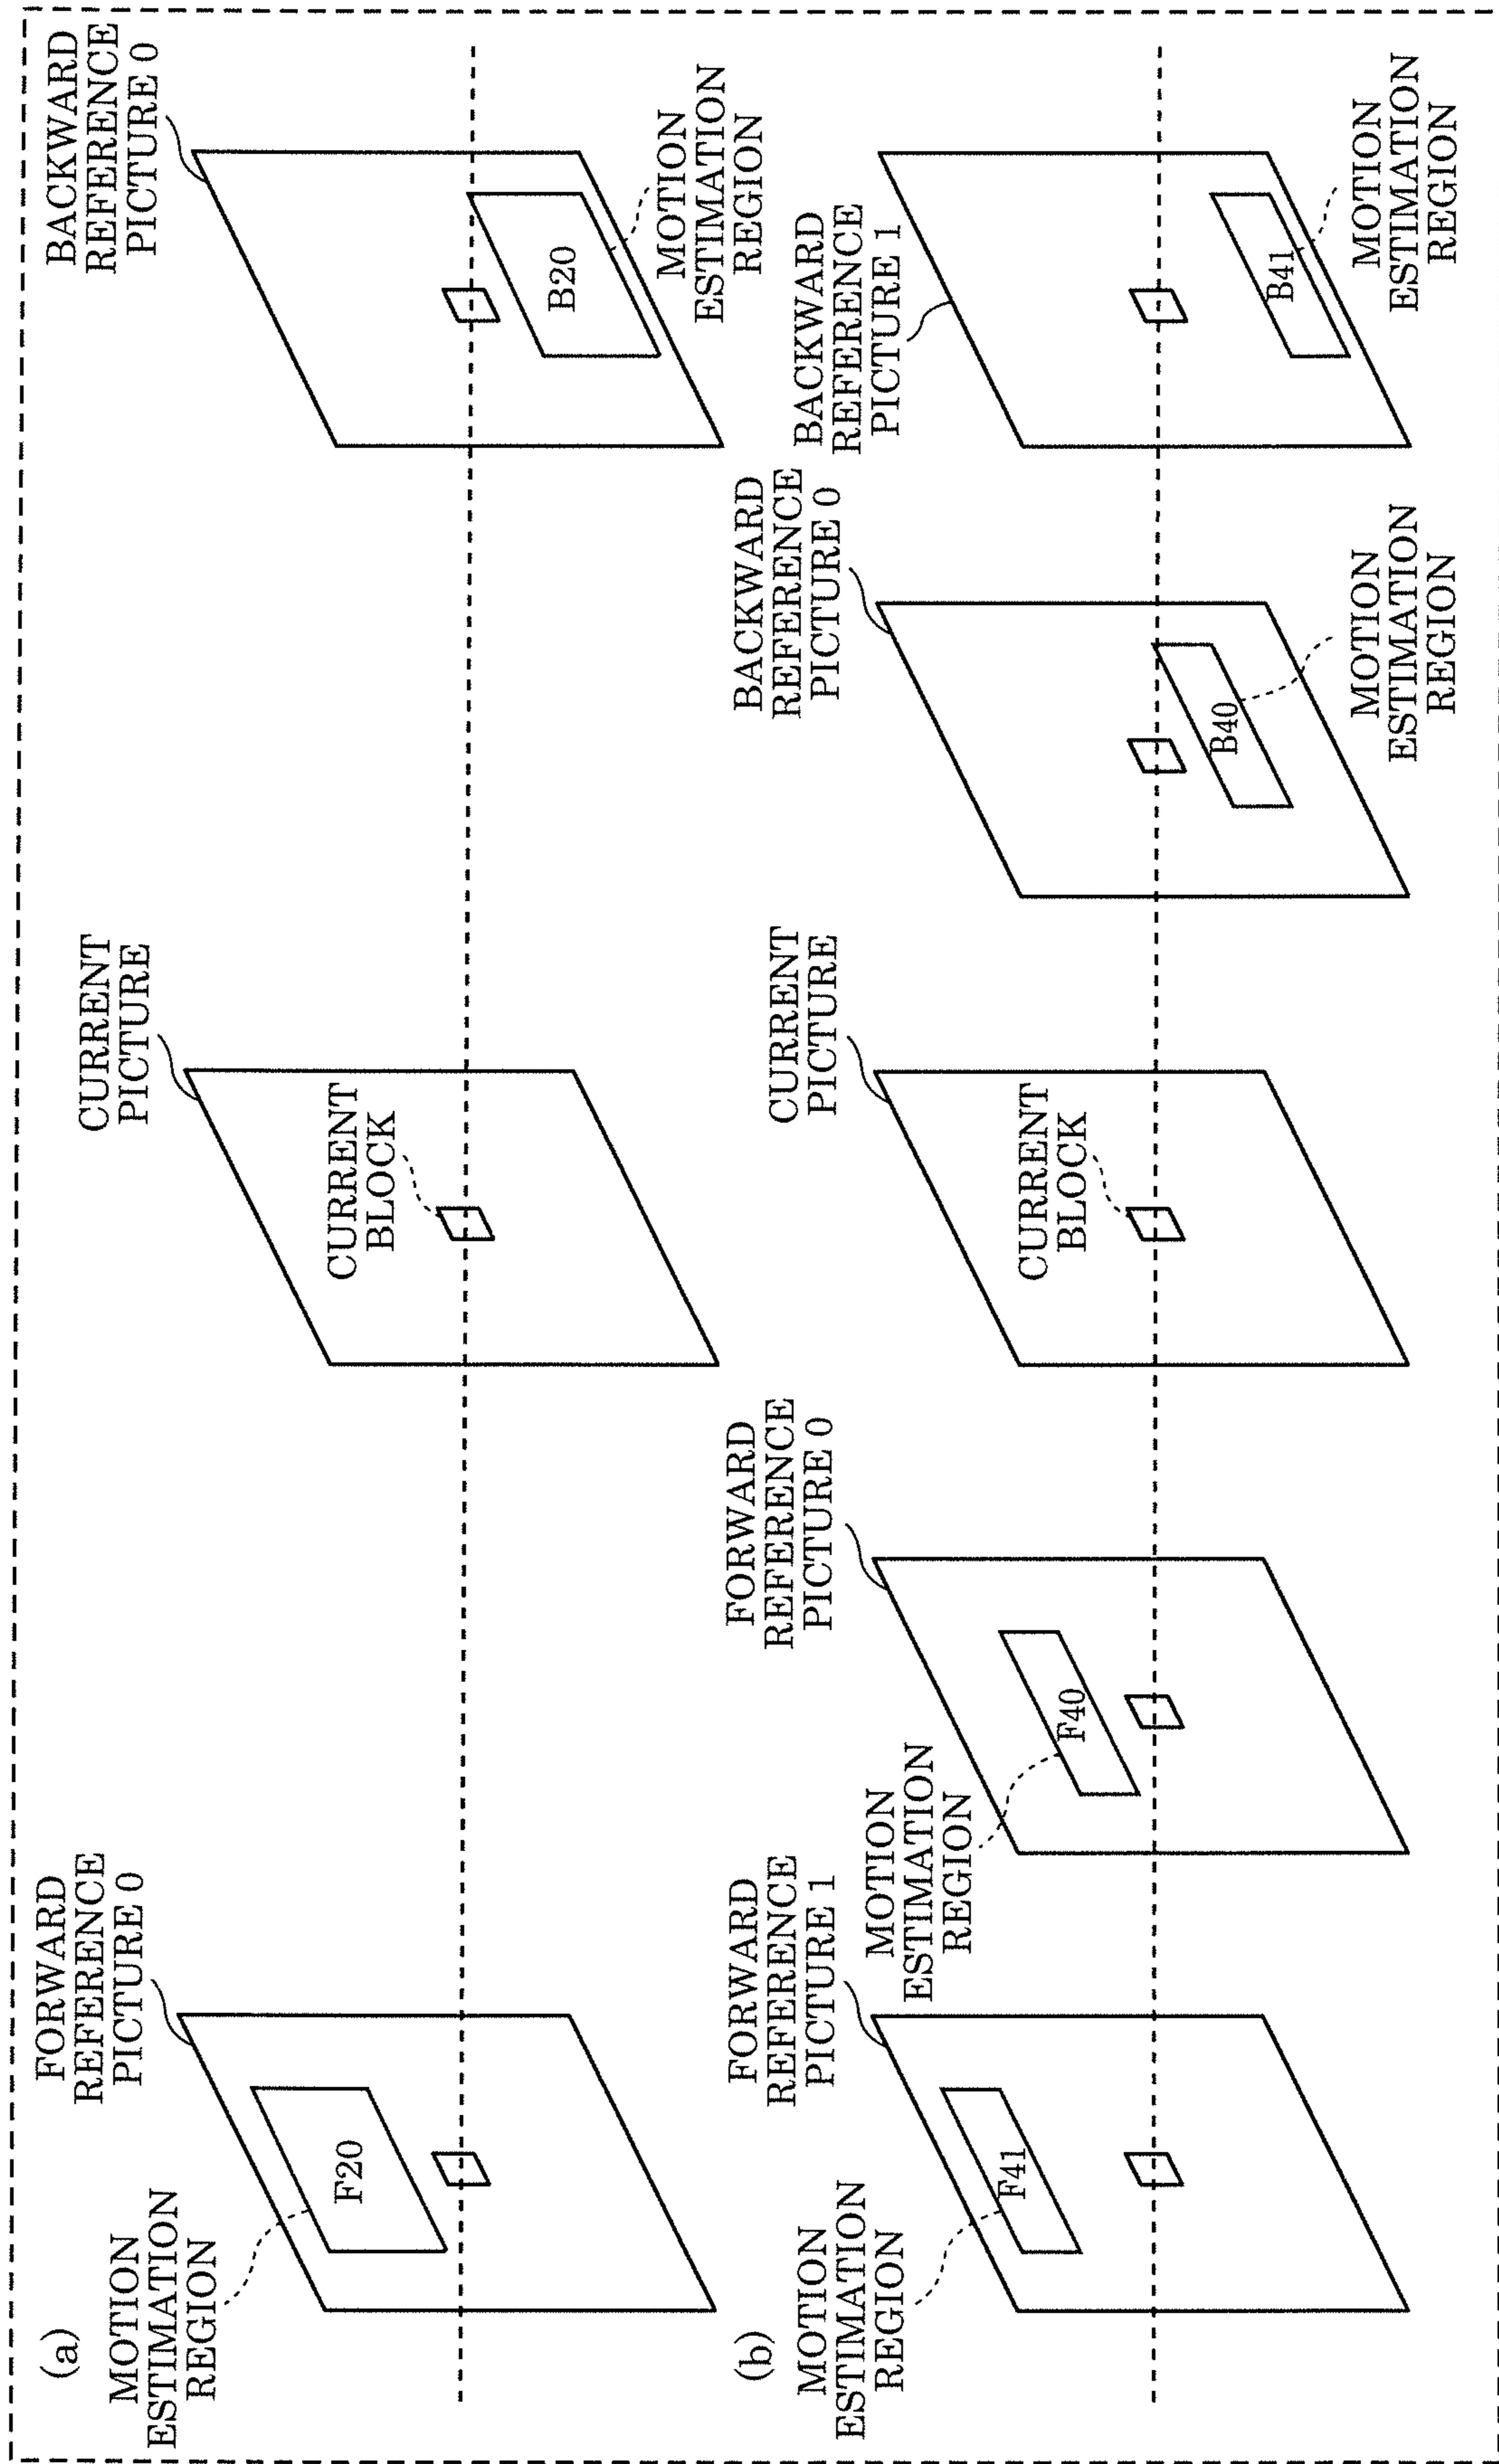 (a)
FORWARD
REFERENCE
PICTURE 0
MOTION
ESTIMATION
REGION
F20
CURRENT
PICTURE
CURRENT
BLOCK
BACKWARD
REFERENCE
PICTURE 0
B20
MOTION
ESTIMATION
REGION
(b)
FORWARD
REFERENCE
PICTURE 1
MOTION
ESTIMATION
REGION
F41
FORWARD
REFERENCE
PICTURE 0
MOTION
ESTIMATION
REGION
F40
CURRENT
PICTURE
CURRENT
BLOCK
BACKWARD
REFERENCE
PICTURE 0
B40
MOTION
ESTIMATION
REGION
BACKWARD
REFERENCE
PICTURE 1
B41
MOTION
ESTIMATION
REGION